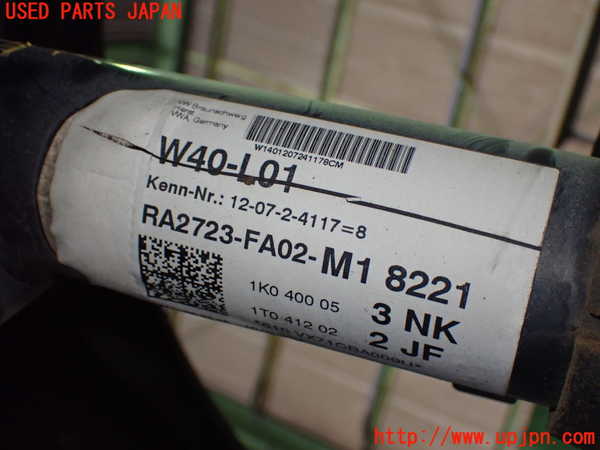 USED PARTS JAPAN
VW Braunschweig
VWA, Germany
W1401207241178CM
W40-L01
Kenn-Nr.: 12-07-2-4117=8
RA2723-FA02-M1 8221
1K0 400 05 3 NK
1T0 412 02 2 JF
http://www.upjpn.com/